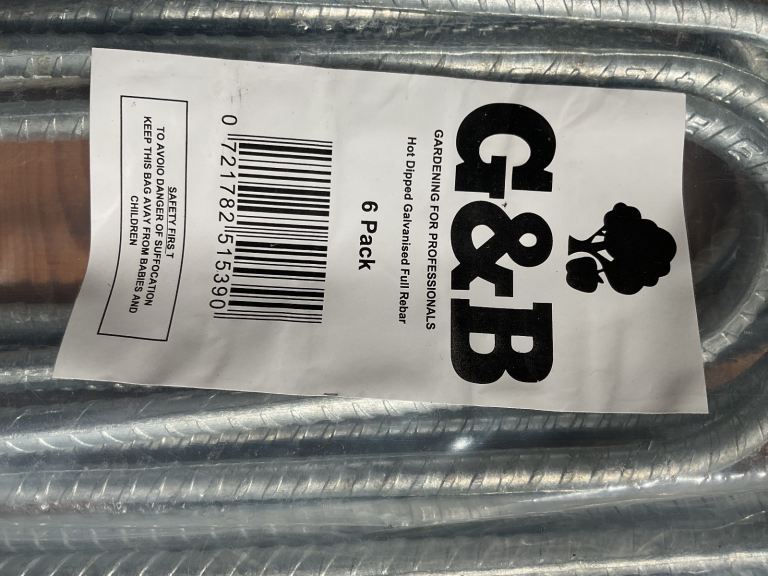 G&B
GARDENING FOR PROFESSIONALS
Hot Dipped Galvanised Full Rebar
6 Pack
0 721782 515390
SAFETY FIRST
TO AVOID DANGER OF SUFFOCATION
KEEP THIS BAG AVAY FROM BABIES AND
CHILDREN